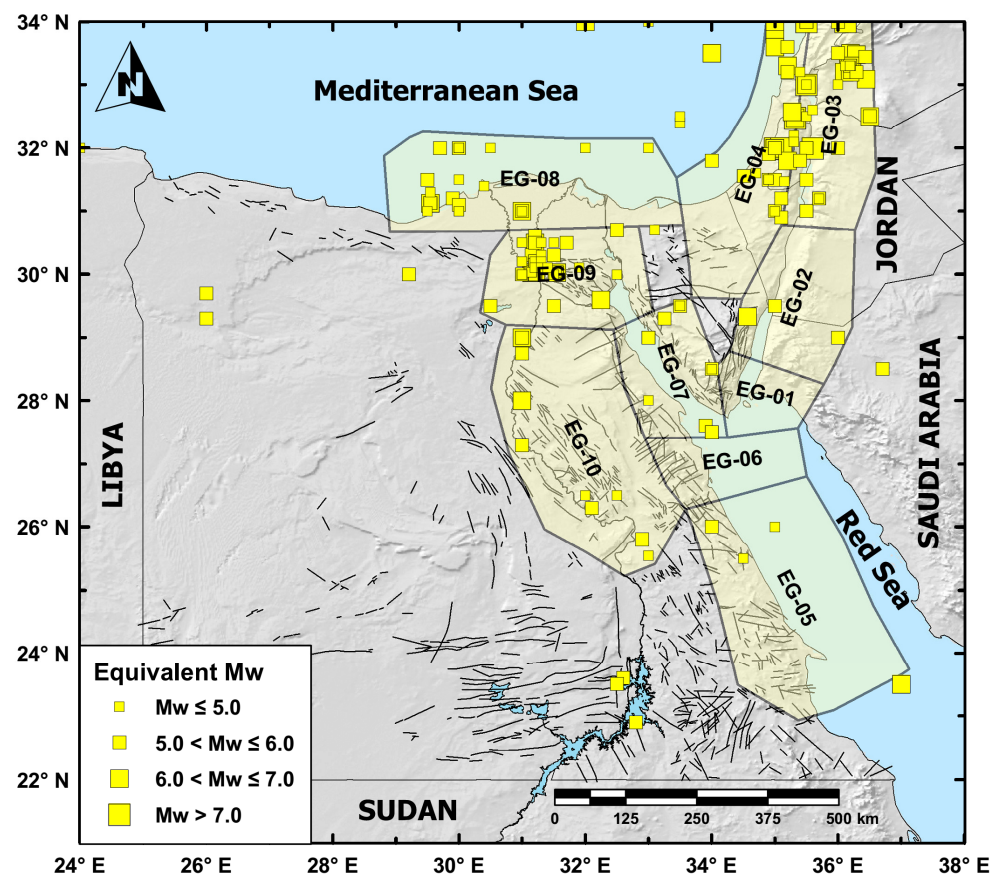 34° N
32° N
30° N
28° N
26° N
24° N
22° N
24° E
26° E
28° E
30° E
32° E
34° E
36° E
38° E
N
Mediterranean Sea
EG-03
EG-04
EG-08
JORDAN
EG-09
EG-02
EG-07
EG-01
SAUDI ARABIA
LIBYA
EG-10
EG-06
Red Sea
EG-05
SUDAN
Equivalent Mw
Mw ≤ 5.0
5.0 < Mw ≤ 6.0
6.0 < Mw ≤ 7.0
Mw > 7.0
0 125 250 375 500 km